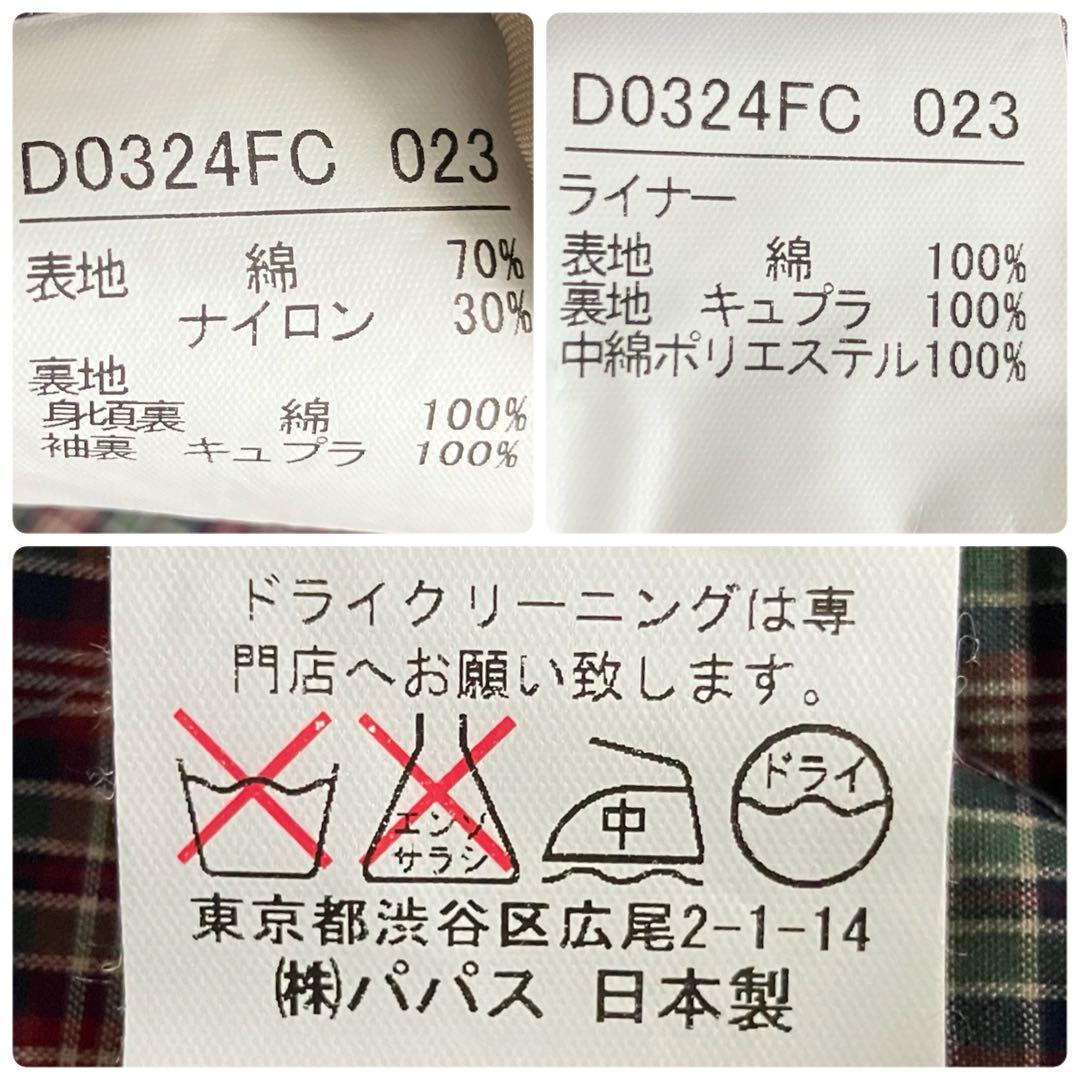 D0324FC 023
表地 綿 70%
ナイロン 30%
裏地
身頃裏 綿 100%
袖裏 キュプラ 100%
D0324FC 023
ライナー
表地 綿 100%
裏地 キュプラ 100%
中綿ポリエステル100%
ドライクリーニングは専
門店へお願い致します。
エンソ
サラシ
中
ドライ
東京都渋谷区広尾2-1-14
㈱パパス 日本製